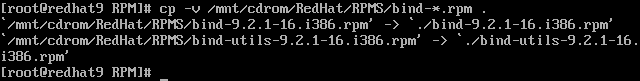 [root@redhat9 RPM]# cp -v /mnt/cdrom/RedHat/RPMS/bind-*.rpm .
`/mnt/cdrom/RedHat/RPMS/bind-9.2.1-16.i386.rpm' -> `./bind-9.2.1-16.i386.rpm'
`/mnt/cdrom/RedHat/RPMS/bind-utils-9.2.1-16.i386.rpm' -> `./bind-utils-9.2.1-16.
i386.rpm'
[root@redhat9 RPM]# _